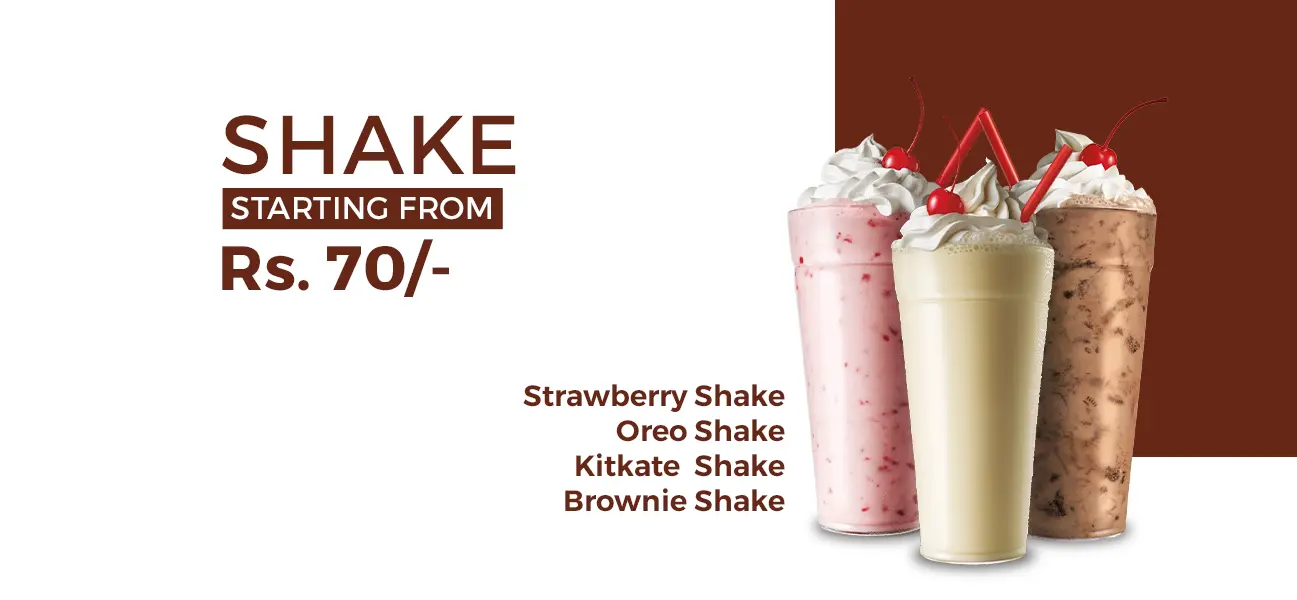 SHAKE
STARTING FROM
Rs. 70/-
Strawberry Shake
Oreo Shake
Kitkate  Shake
Brownie Shake